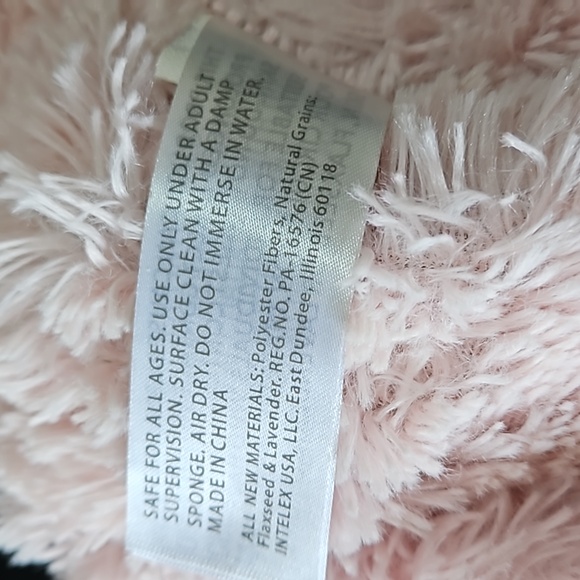 SAFE FOR ALL AGES. USE ONLY UNDER ADULT
SUPERVISION. SURFACE CLEAN WITH A DAMP
SPONGE. AIR DRY. DO NOT IMMERSE IN WATER.
MADE IN CHINA
ALL NEW MATERIALS: Polyester Fibers, Natural Grains:
Flaxseed & Lavender. REG.NO. PA-16576(CN)
INTELEX USA, LLC. East Dundee, Illinois 60118